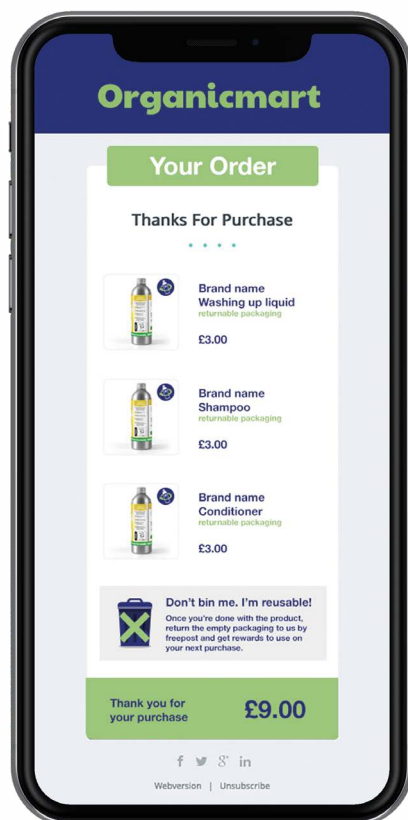 Organicmart
Your Order
Thanks For Purchase
Brand name
Washing up liquid
returnable packaging
£3.00
Brand name
Shampoo
returnable packaging
£3.00
Brand name
Conditioner
returnable packaging
£3.00
Don't bin me. I'm reusable!
Once you're done with the product,
return the empty packaging to us by
freepost and get rewards to use on
your next purchase.
Thank you for
your purchase
£9.00
Webversion | Unsubscribe